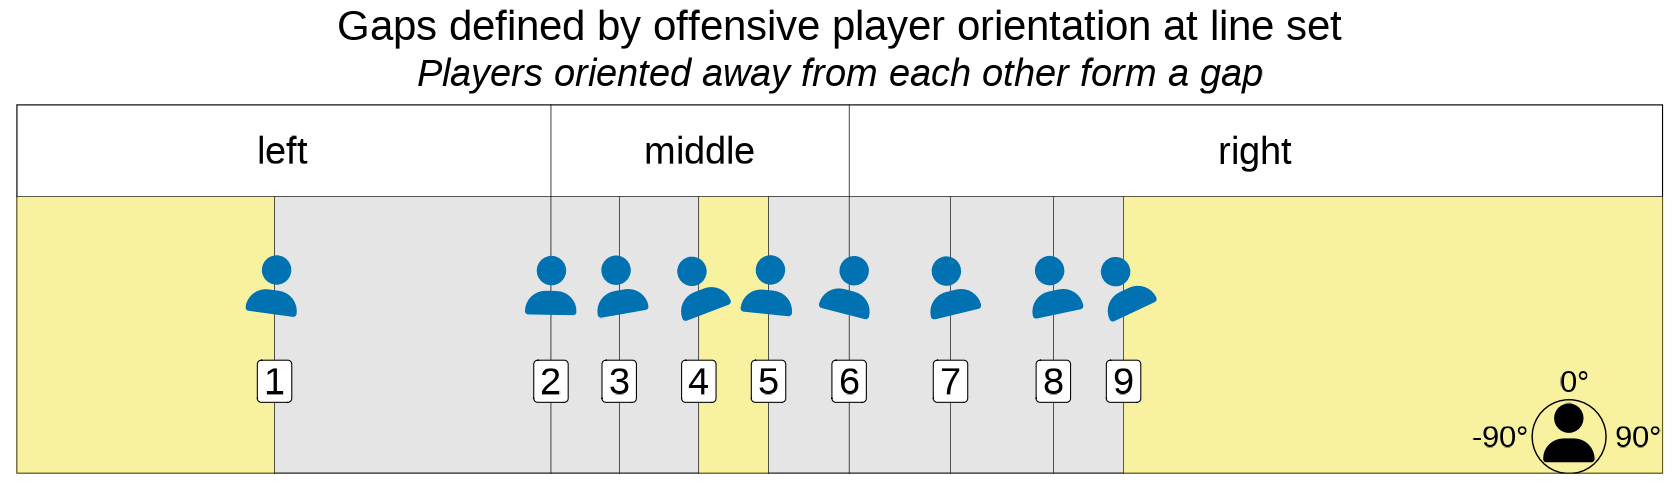 Gaps defined by offensive player orientation at line set
Players oriented away from each other form a gap
left middle right
1 2 3 4 5 6 7 8 9
0°
-90° 90°